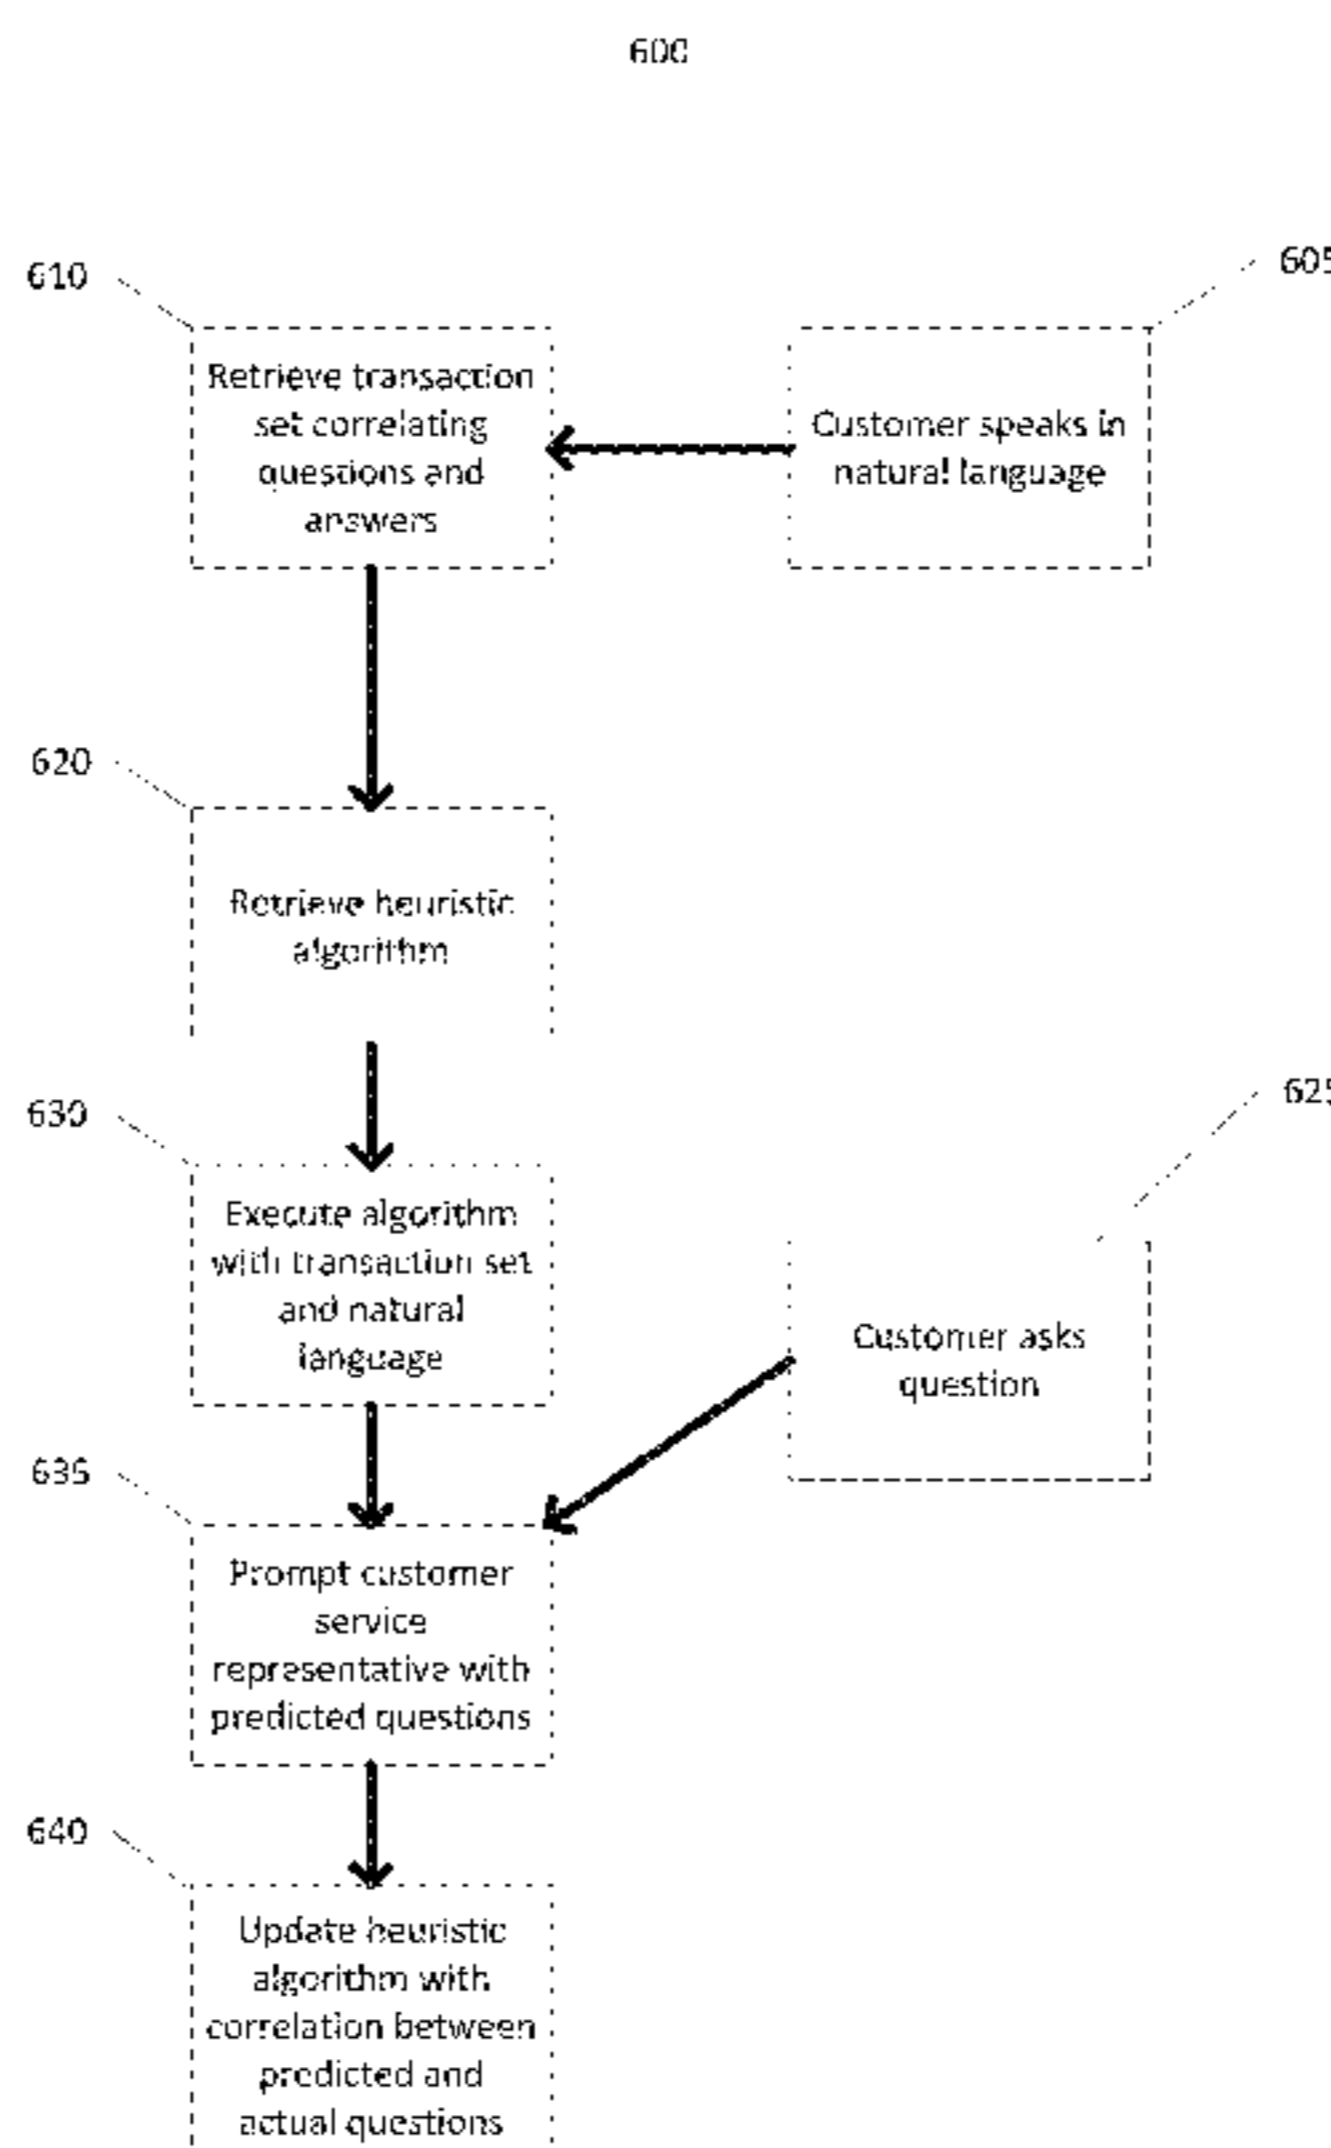 600
610
605
Retrieve transaction
set correlating
questions and
answers
Customer speaks in
natural language
620
Retrieve heuristic
algorithm
630
625
Execute algorithm
with transaction set
and natural
language
Customer asks
question
635
Prompt customer
service
representative with
predicted questions
640
Update heuristic
algorithm with
correlation between
predicted and
actual questions